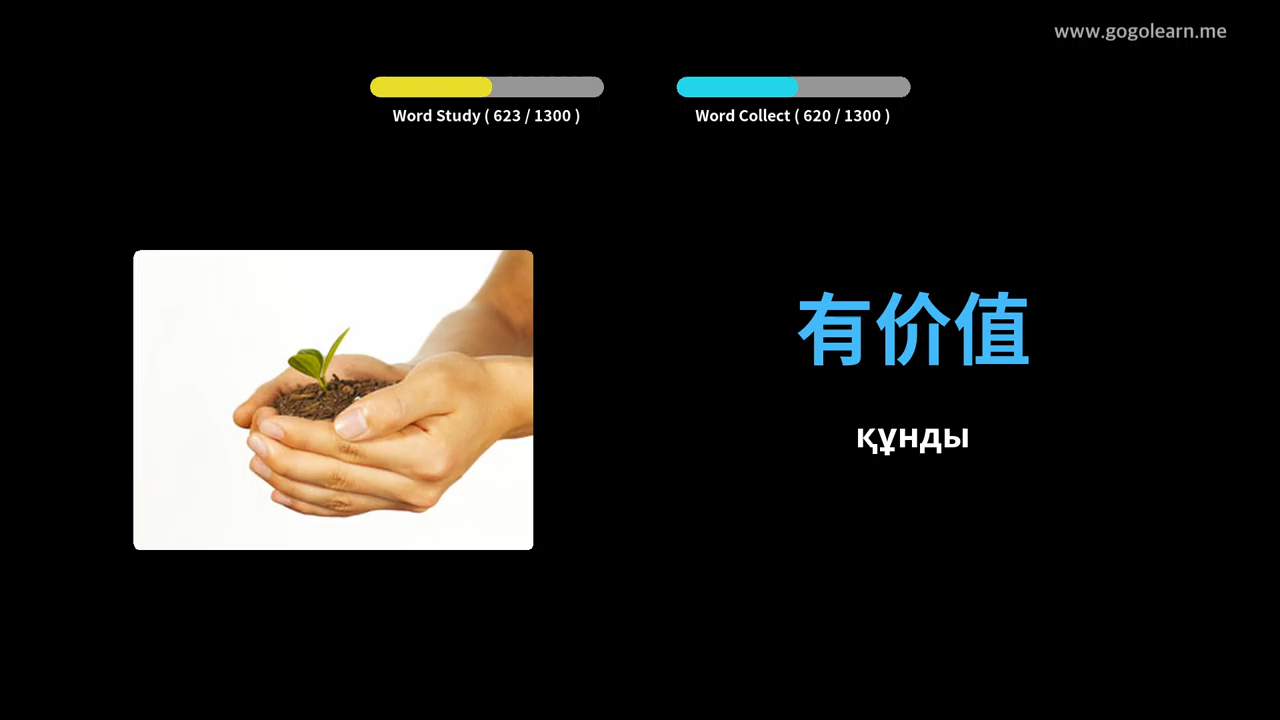 www.gogolearn.me
Word Study ( 623 / 1300 )
Word Collect ( 620 / 1300 )
有价值
құнды